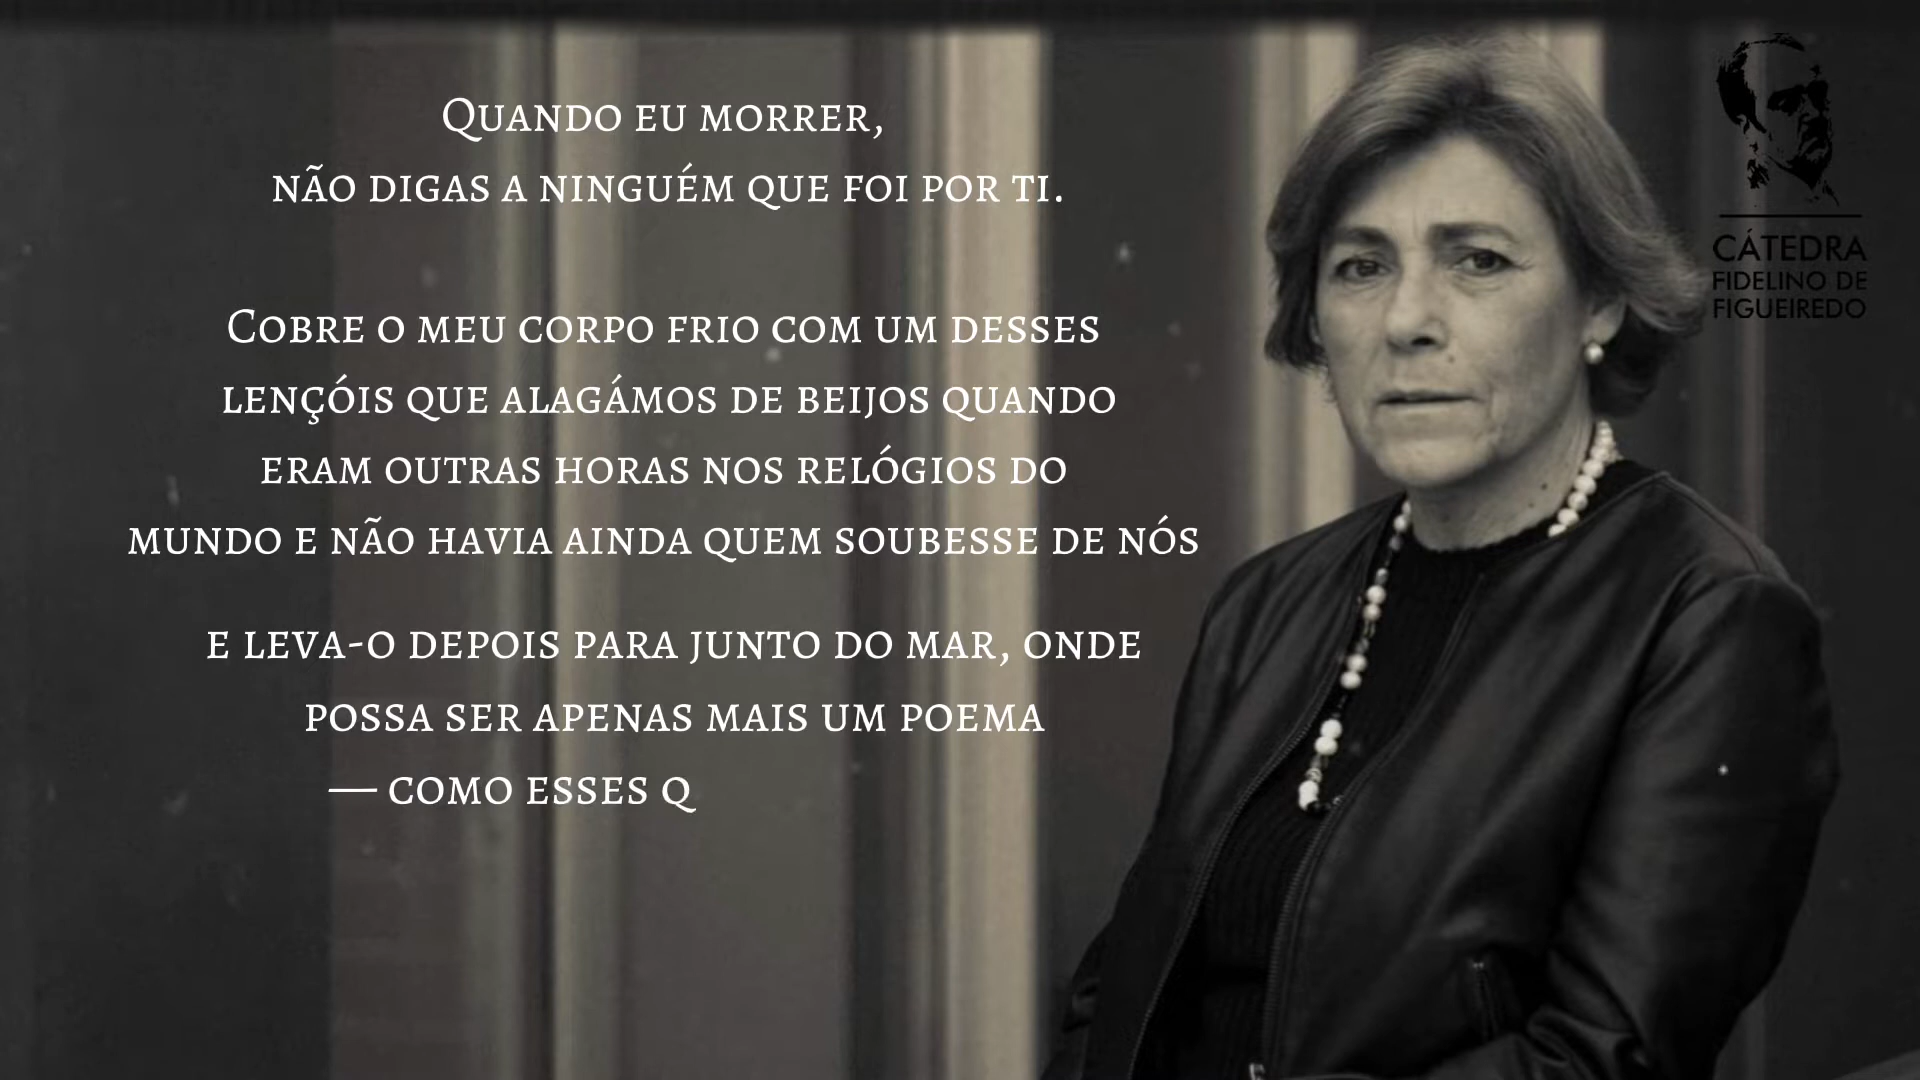 Quando eu morrer,
não digas a ninguém que foi por ti.
Cobre o meu corpo frio com um desses
lençóis que alagámos de beijos quando
eram outras horas nos relógios do
mundo e não havia ainda quem soubesse de nós
e leva-o depois para junto do mar, onde
possa ser apenas mais um poema
— como esses q
CÁTEDRA
FIDELINO DE
FIGUEIREDO